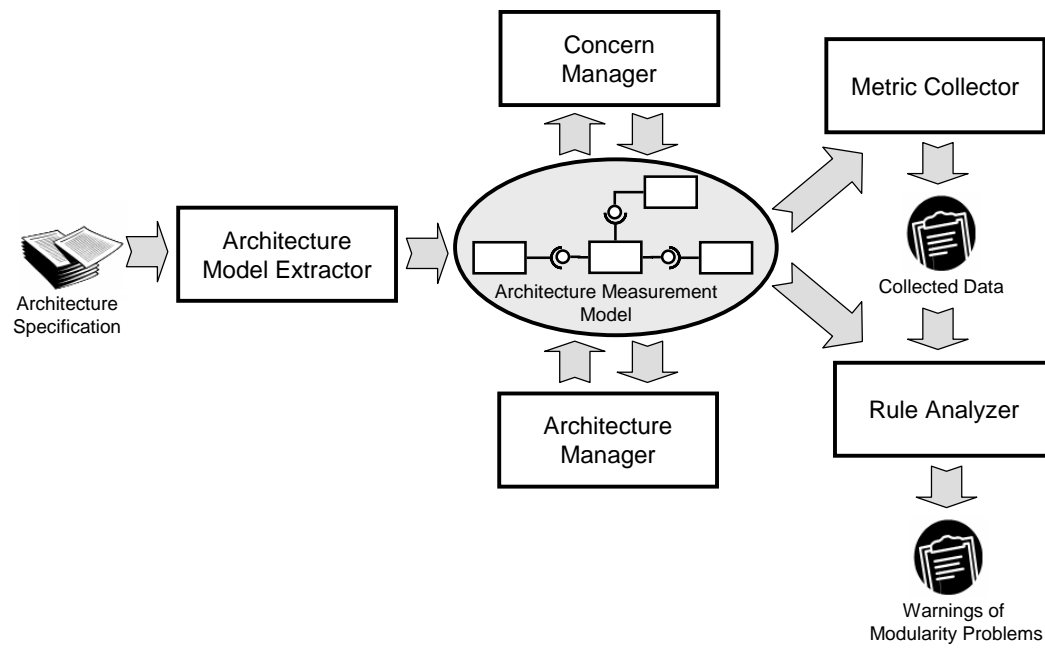 Concern
Manager
Metric Collector
Architecture
Model Extractor
Architecture
Specification
Architecture Measurement
Model
Collected Data
Architecture
Manager
Rule Analyzer
Warnings of
Modularity Problems